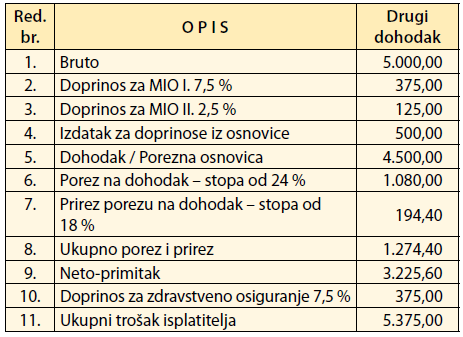 Red. br. O P I S Drugi dohodak
1. Bruto 5.000,00
2. Doprinos za MIO I. 7,5 % 375,00
3. Doprinos za MIO II. 2,5 % 125,00
4. Izdatak za doprinose iz osnovice 500,00
5. Dohodak / Porezna osnovica 4.500,00
6. Porez na dohodak – stopa od 24 % 1.080,00
7. Prirez porezu na dohodak – stopa od 18 % 194,40
8. Ukupno porez i prirez 1.274,40
9. Neto-primitak 3.225,60
10. Doprinos za zdravstveno osiguranje 7,5 % 375,00
11. Ukupni trošak isplatitelja 5.375,00